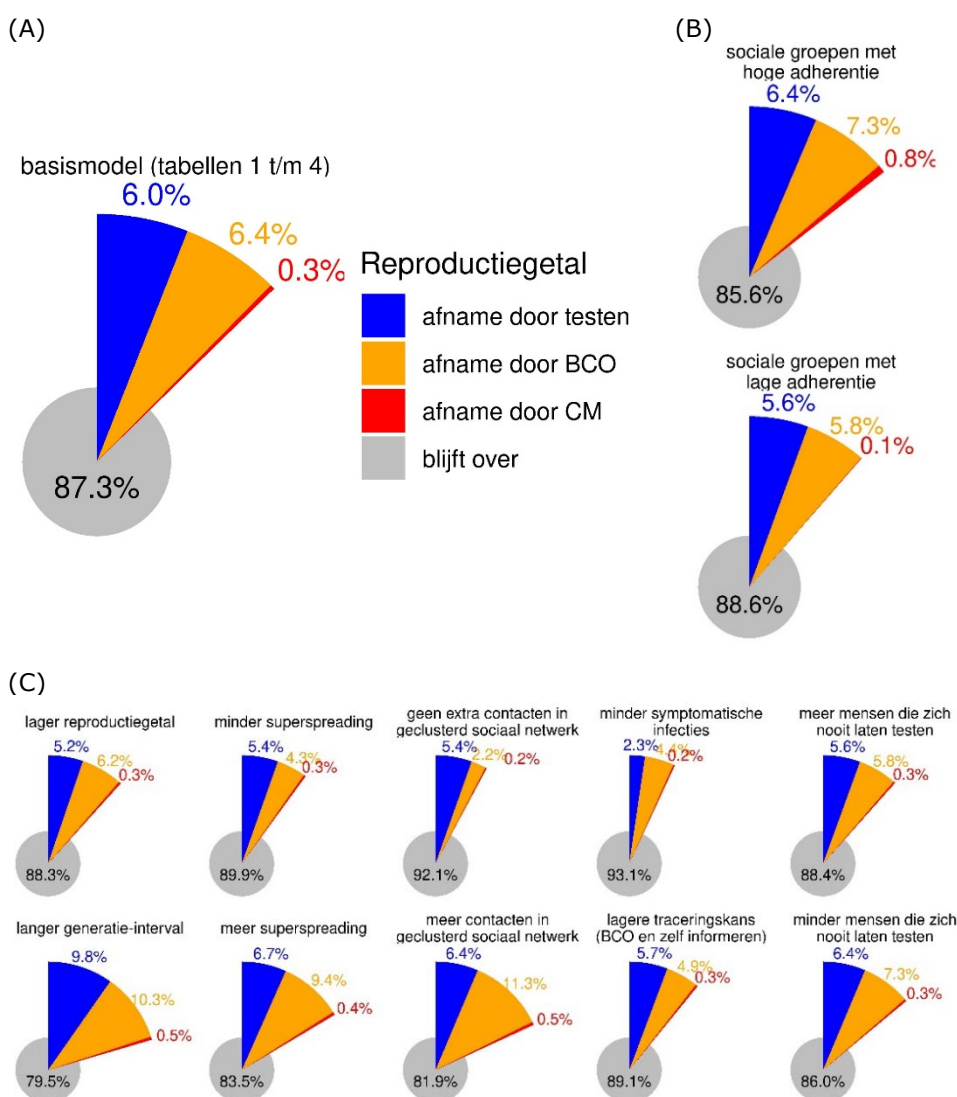 (A)
basismodel (tabellen 1 t/m 4)
6.0%
6.4%
0.3%
87.3%
Reproductiegetal
afname door testen
afname door BCO
afname door CM
blijft over
(B)
sociale groepen met
hoge adherentie
6.4%
7.3%
0.8%
85.6%
sociale groepen met
lage adherentie
5.6%
5.8%
0.1%
88.6%
(C)
lager reproductiegetal
5.2%
6.2%
0.3%
88.3%
minder superspreading
5.4%
4.3%
0.3%
89.9%
geen extra contacten in
geclusterd sociaal netwerk
5.4%
2.2%
0.2%
92.1%
minder symptomatische
infecties
2.3%
4.4%
0.2%
93.1%
meer mensen die zich
nooit laten testen
5.6%
5.8%
0.3%
88.4%
langer generatie-interval
9.8%
10.3%
0.5%
79.5%
meer superspreading
6.7%
9.4%
0.4%
83.5%
meer contacten in
geclusterd sociaal netwerk
6.4%
11.3%
0.5%
81.9%
lagere traceringskans
(BCO en zelf informeren)
5.7%
4.9%
0.3%
89.1%
minder mensen die zich
nooit laten testen
6.4%
7.3%
0.3%
86.0%